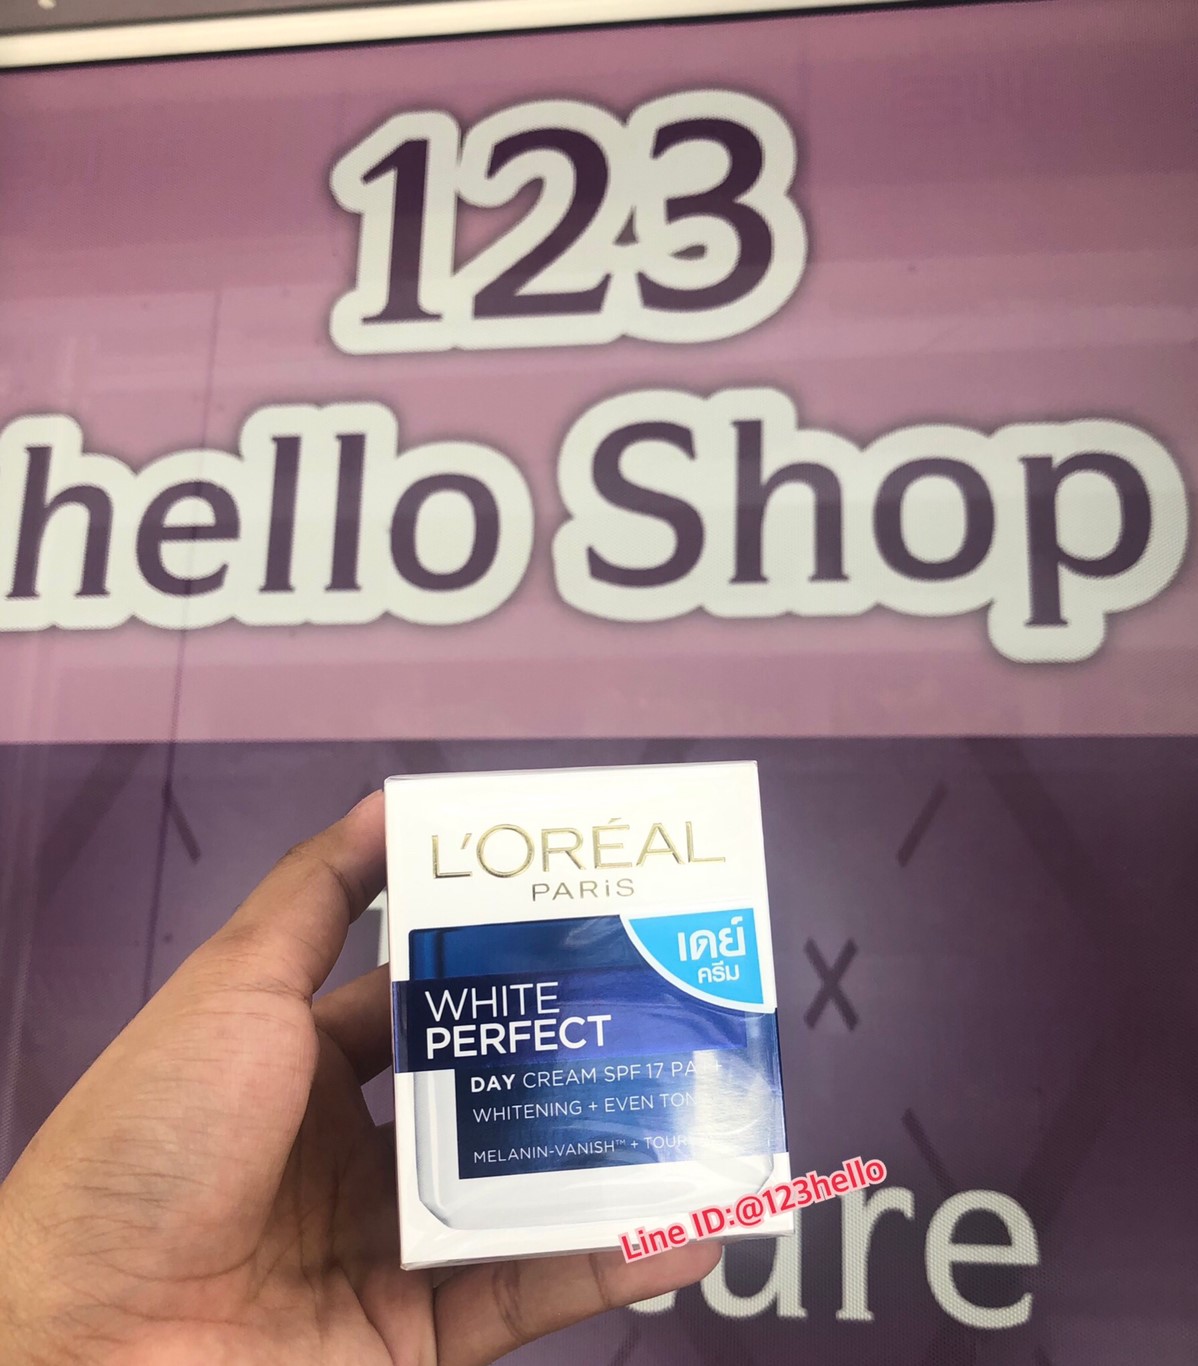 123
hello Shop
L'ORÉAL
PARiS
เดย์
ครีม
WHITE
PERFECT
DAY CREAM SPF 17
WHITENING + EVEN
MELANIN-VANISH™ +
Line ID:@123hello